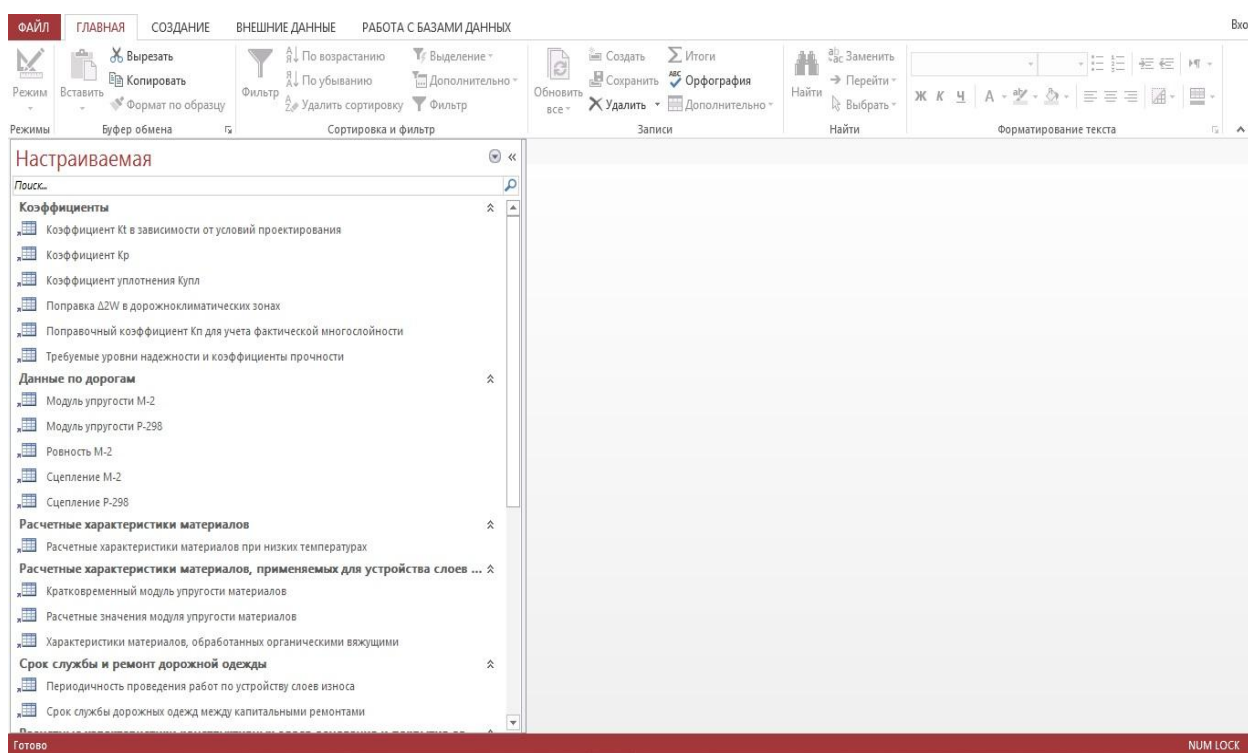 ФАЙЛ ГЛАВНАЯ СОЗДАНИЕ ВНЕШНИЕ ДАННЫЕ РАБОТА С БАЗАМИ ДАННЫХ Вхо
Режим
Режимы
Вставить
Вырезать
Копировать
Формат по образцу
Буфер обмена
Фильтр
По возрастанию
По убыванию
Удалить сортировку
Выделение
Дополнительно
Фильтр
Сортировка и фильтр
Обновить
все
Создать
Сохранить
Удалить
Итоги
Орфография
Дополнительно
Записи
Найти
Заменить
Перейти
Выбрать
Найти
Ж К Ч А
Форматирование текста
Настраиваемая
Поиск...
Коэффициенты
Коэффициент Kt в зависимости от условий проектирования
Коэффициент Кр
Коэффициент уплотнения Купл
Поправка Δ2W в дорожноклиматических зонах
Поправочный коэффициент Кп для учета фактической многослойности
Требуемые уровни надежности и коэффициенты прочности
Данные по дорогам
Модуль упругости М-2
Модуль упругости Р-298
Ровность М-2
Сцепление М-2
Сцепление Р-298
Расчетные характеристики материалов
Расчетные характеристики материалов при низких температурах
Расчетные характеристики материалов, применяемых для устройства слоев ...
Кратковременный модуль упругости материалов
Расчетные значения модуля упругости материалов
Характеристики материалов, обработанных органическими вяжущими
Срок службы и ремонт дорожной одежды
Периодичность проведения работ по устройству слоев износа
Срок службы дорожных одежд между капитальными ремонтами
Готово NUM LOCK